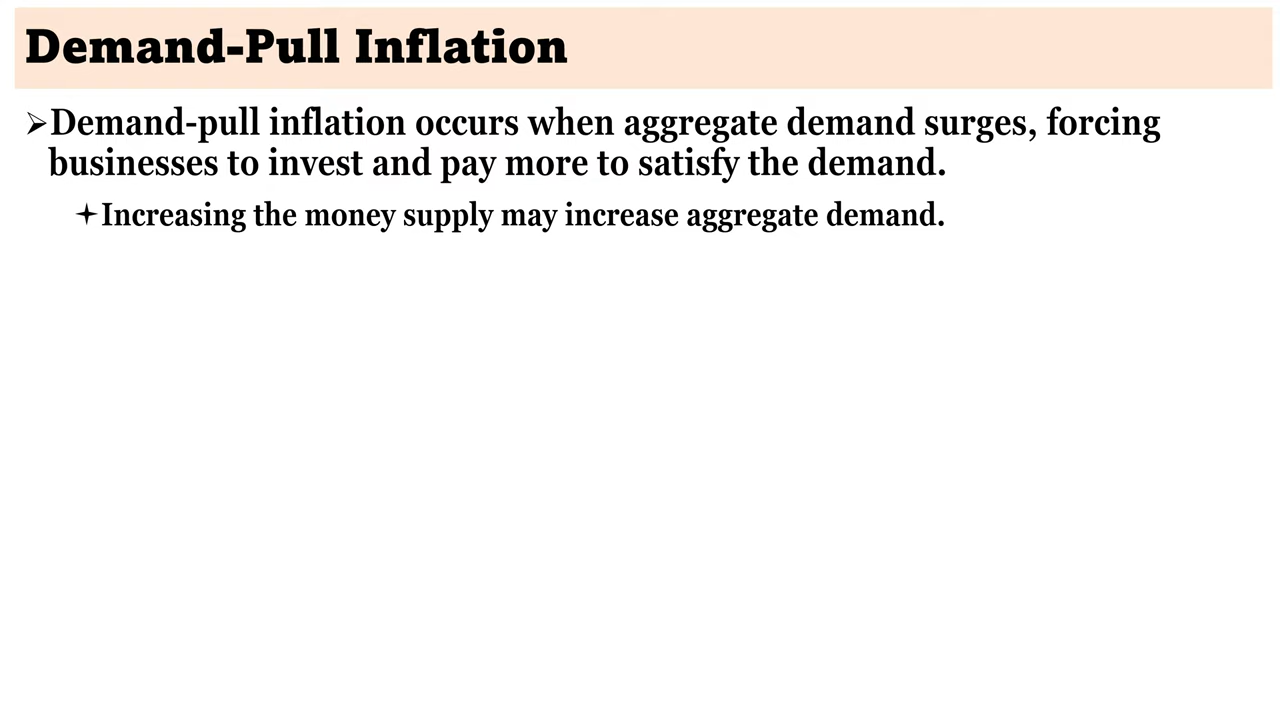 Demand-Pull Inflation
➢Demand-pull inflation occurs when aggregate demand surges, forcing
businesses to invest and pay more to satisfy the demand.
✦Increasing the money supply may increase aggregate demand.